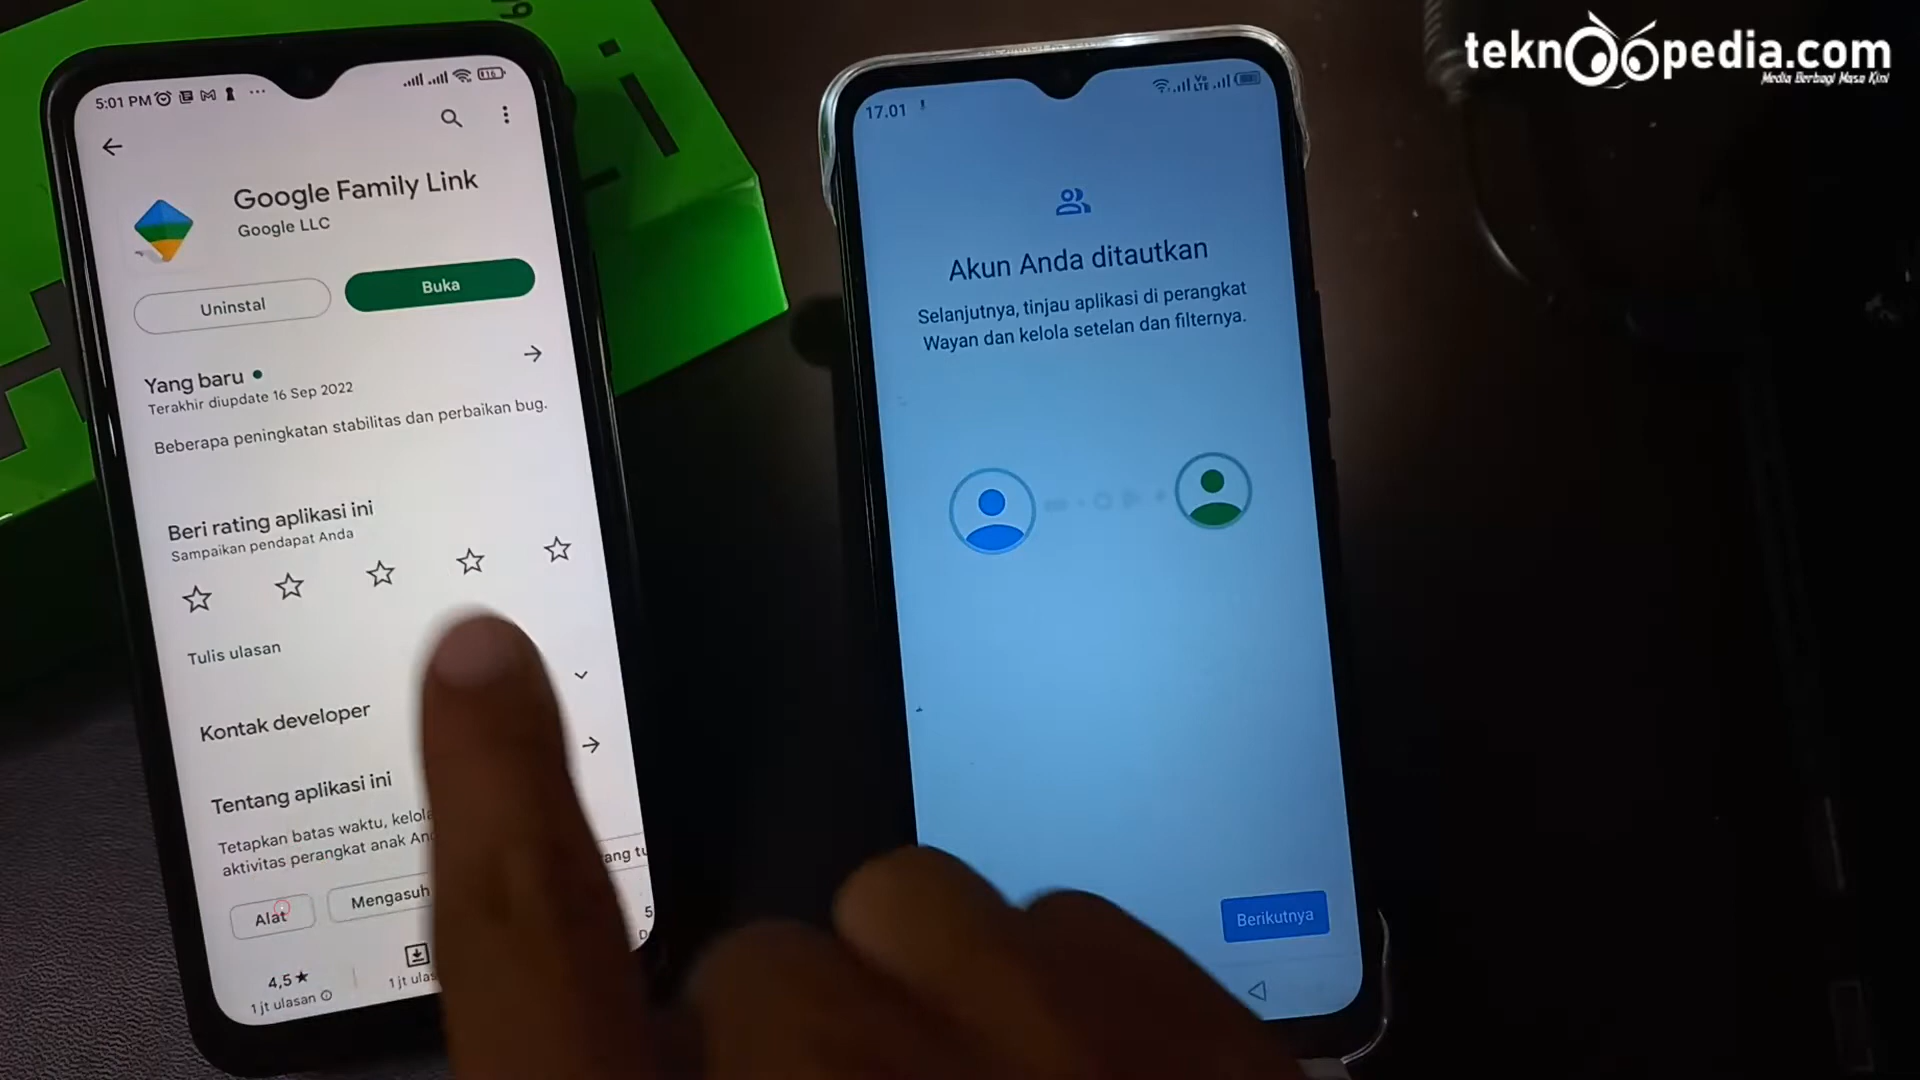 teknopedia.com
Media Berbagi Masa Kini
5:01 PM
16
Google Family Link
Google LLC
Uninstal
Buka
Yang baru
Terakhir diupdate 16 Sep 2022
Beberapa peningkatan stabilitas dan perbaikan bug.
Beri rating aplikasi ini
Sampaikan pendapat Anda
Tulis ulasan
Kontak developer
Tentang aplikasi ini
Tetapkan batas waktu, kelola
aktivitas perangkat anak
Alat
Mengasuh
4,5★
1 jt ulasan
1 jt
17.01
Vo
LTE
Akun Anda ditautkan
Selanjutnya, tinjau aplikasi di perangkat
Wayan dan kelola setelan dan filternya.
Berikutnya